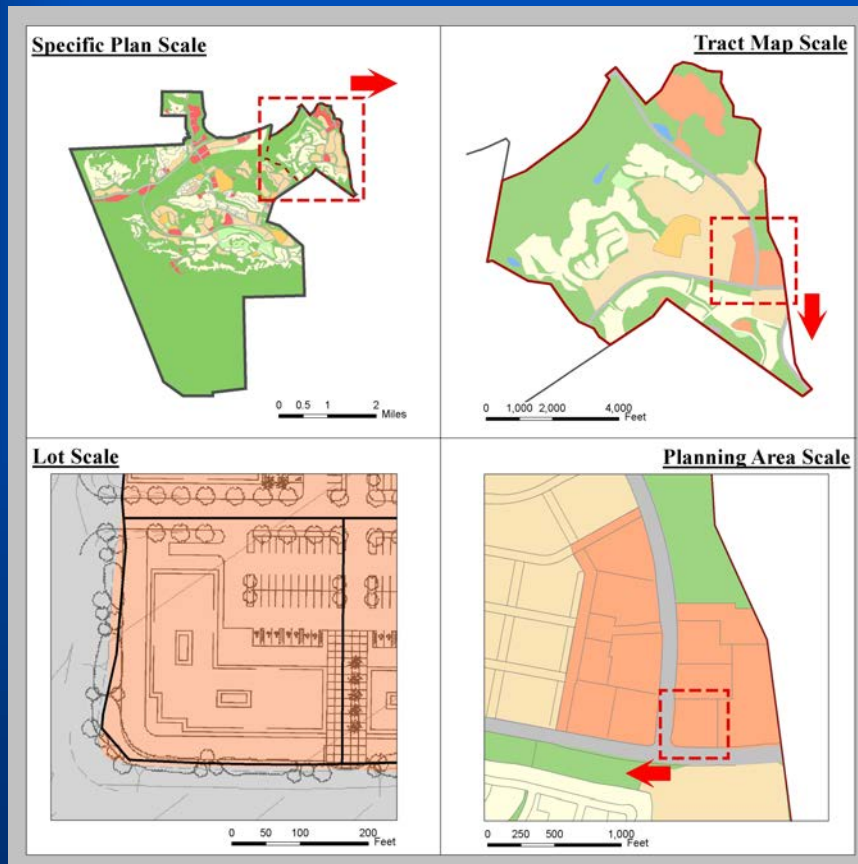 Specific Plan Scale
0 0.5 1 2
Miles
Tract Map Scale
0 1,000 2,000 4,000
Feet
Lot Scale
0 50 100 200
Feet
Planning Area Scale
0 250 500 1,000
Feet